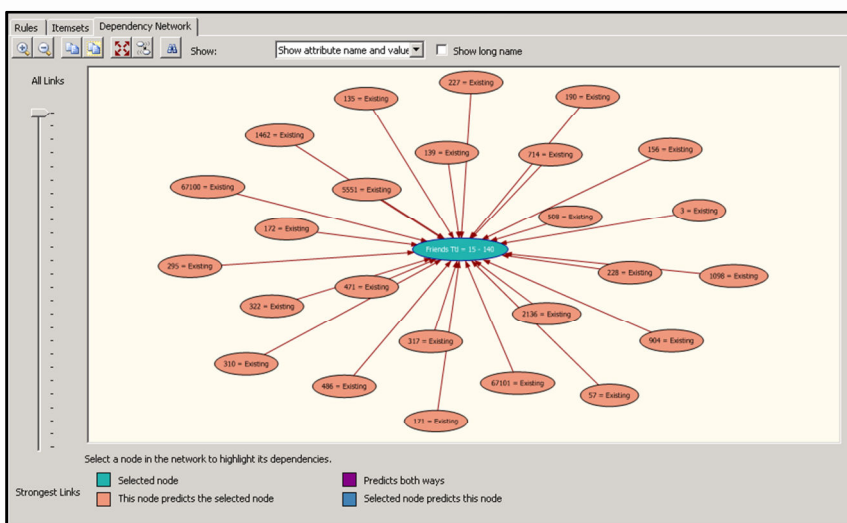 Rules Itemsets Dependency Network
Show: Show attribute name and value Show long name
All Links
227 = Existing
135 = Existing
190 = Existing
1462 = Existing
139 = Existing
714 = Existing
156 = Existing
67100 = Existing
5551 = Existing
3 = Existing
508 = Existing
172 = Existing
Friends Ttl = 15 - 140
295 = Existing
228 = Existing
1098 = Existing
471 = Existing
322 = Existing
2136 = Existing
317 = Existing
904 = Existing
310 = Existing
486 = Existing
67101 = Existing
57 = Existing
171 = Existing
Select a node in the network to highlight its dependencies.
Selected node
Predicts both ways
Strongest Links
This node predicts the selected node
Selected node predicts this node